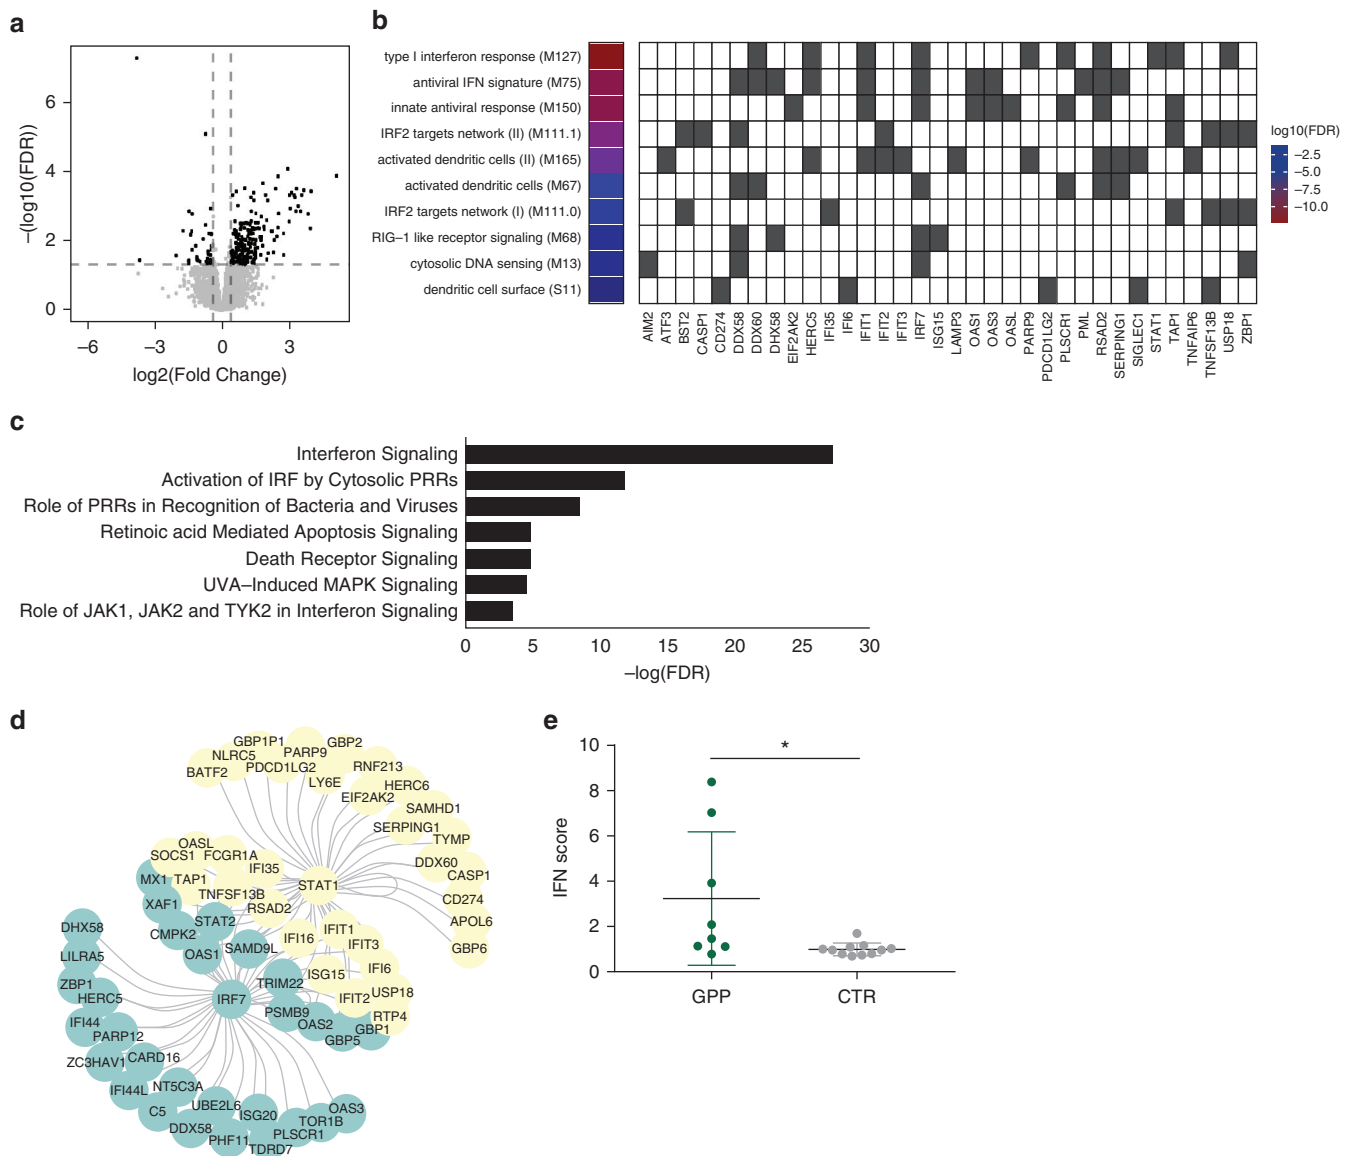 a
−(log10(FDR))
6
4
2
0
−6
−3
0
3
log2(Fold Change)
b
type I interferon response (M127)
antiviral IFN signature (M75)
innate antiviral response (M150)
IRF2 targets network (II) (M111.1)
activated dendritic cells (II) (M165)
activated dendritic cells (M67)
IRF2 targets network (I) (M111.0)
RIG−1 like receptor signaling (M68)
cytosolic DNA sensing (M13)
dendritic cell surface (S11)
AIM2
ATF3
BST2
CASP1
CD274
DDX58
DDX60
DHX58
EIF2AK2
HERC5
IFI35
IFI6
IFIT1
IFIT2
IFIT3
IRF7
ISG15
LAMP3
OAS1
OAS3
OASL
PARP9
PDCD1LG2
PLSCR1
PML
RSAD2
SERPING1
SIGLEC1
STAT1
TAP1
TNFAIP6
TNFSF13B
USP18
ZBP1
log10(FDR)
−2.5
−5.0
−7.5
−10.0
c
Interferon Signaling
Activation of IRF by Cytosolic PRRs
Role of PRRs in Recognition of Bacteria and Viruses
Retinoic acid Mediated Apoptosis Signaling
Death Receptor Signaling
UVA−Induced MAPK Signaling
Role of JAK1, JAK2 and TYK2 in Interferon Signaling
0
5
10
15
20
25
30
−log(FDR)
d
GBP1P1
GBP2
NLRC5
PARP9
BATF2
PDCD1LG2
RNF213
LY6E
HERC6
EIF2AK2
SAMHD1
SERPING1
TYMP
OASL
SOCS1
FCGR1A
DDX60
IFI35
CASP1
MX1
TAP1
STAT1
TNFSF13B
CD274
XAF1
RSAD2
STAT2
APOL6
DHX58
CMPK2
IFIT1
IFI16
IFIT3
OAS1
SAMD9L
GBP6
LILRA5
IFI6
ISG15
ZBP1
TRIM22
USP18
HERC5
IRF7
IFIT2
PSMB9
RTP4
IFI44
OAS2
GBP1
PARP12
GBP5
ZC3HAV1
CARD16
IFI44L
NT5C3A
C5
UBE2L6
OAS3
ISG20
DDX58
TOR1B
PHF11
PLSCR1
TDRD7
e
IFN score
10
8
6
4
2
0
*
GPP
CTR